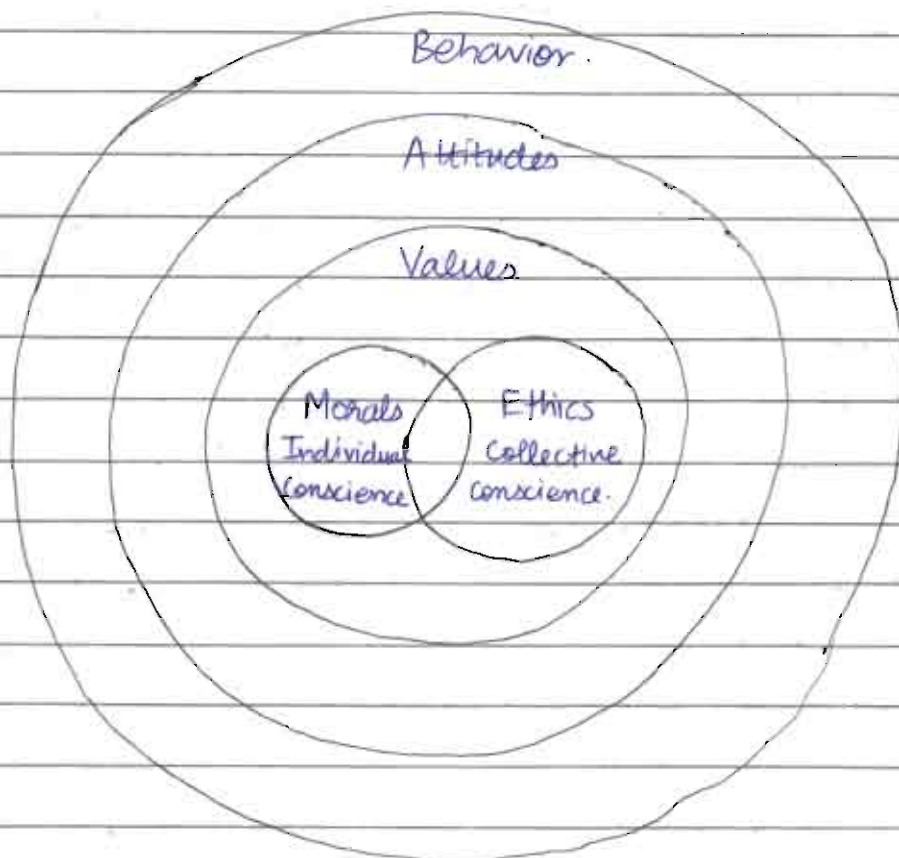 Behavior.
Attitudes
Values
Morals
Individual
Conscience
Ethics
Collective
Conscience.